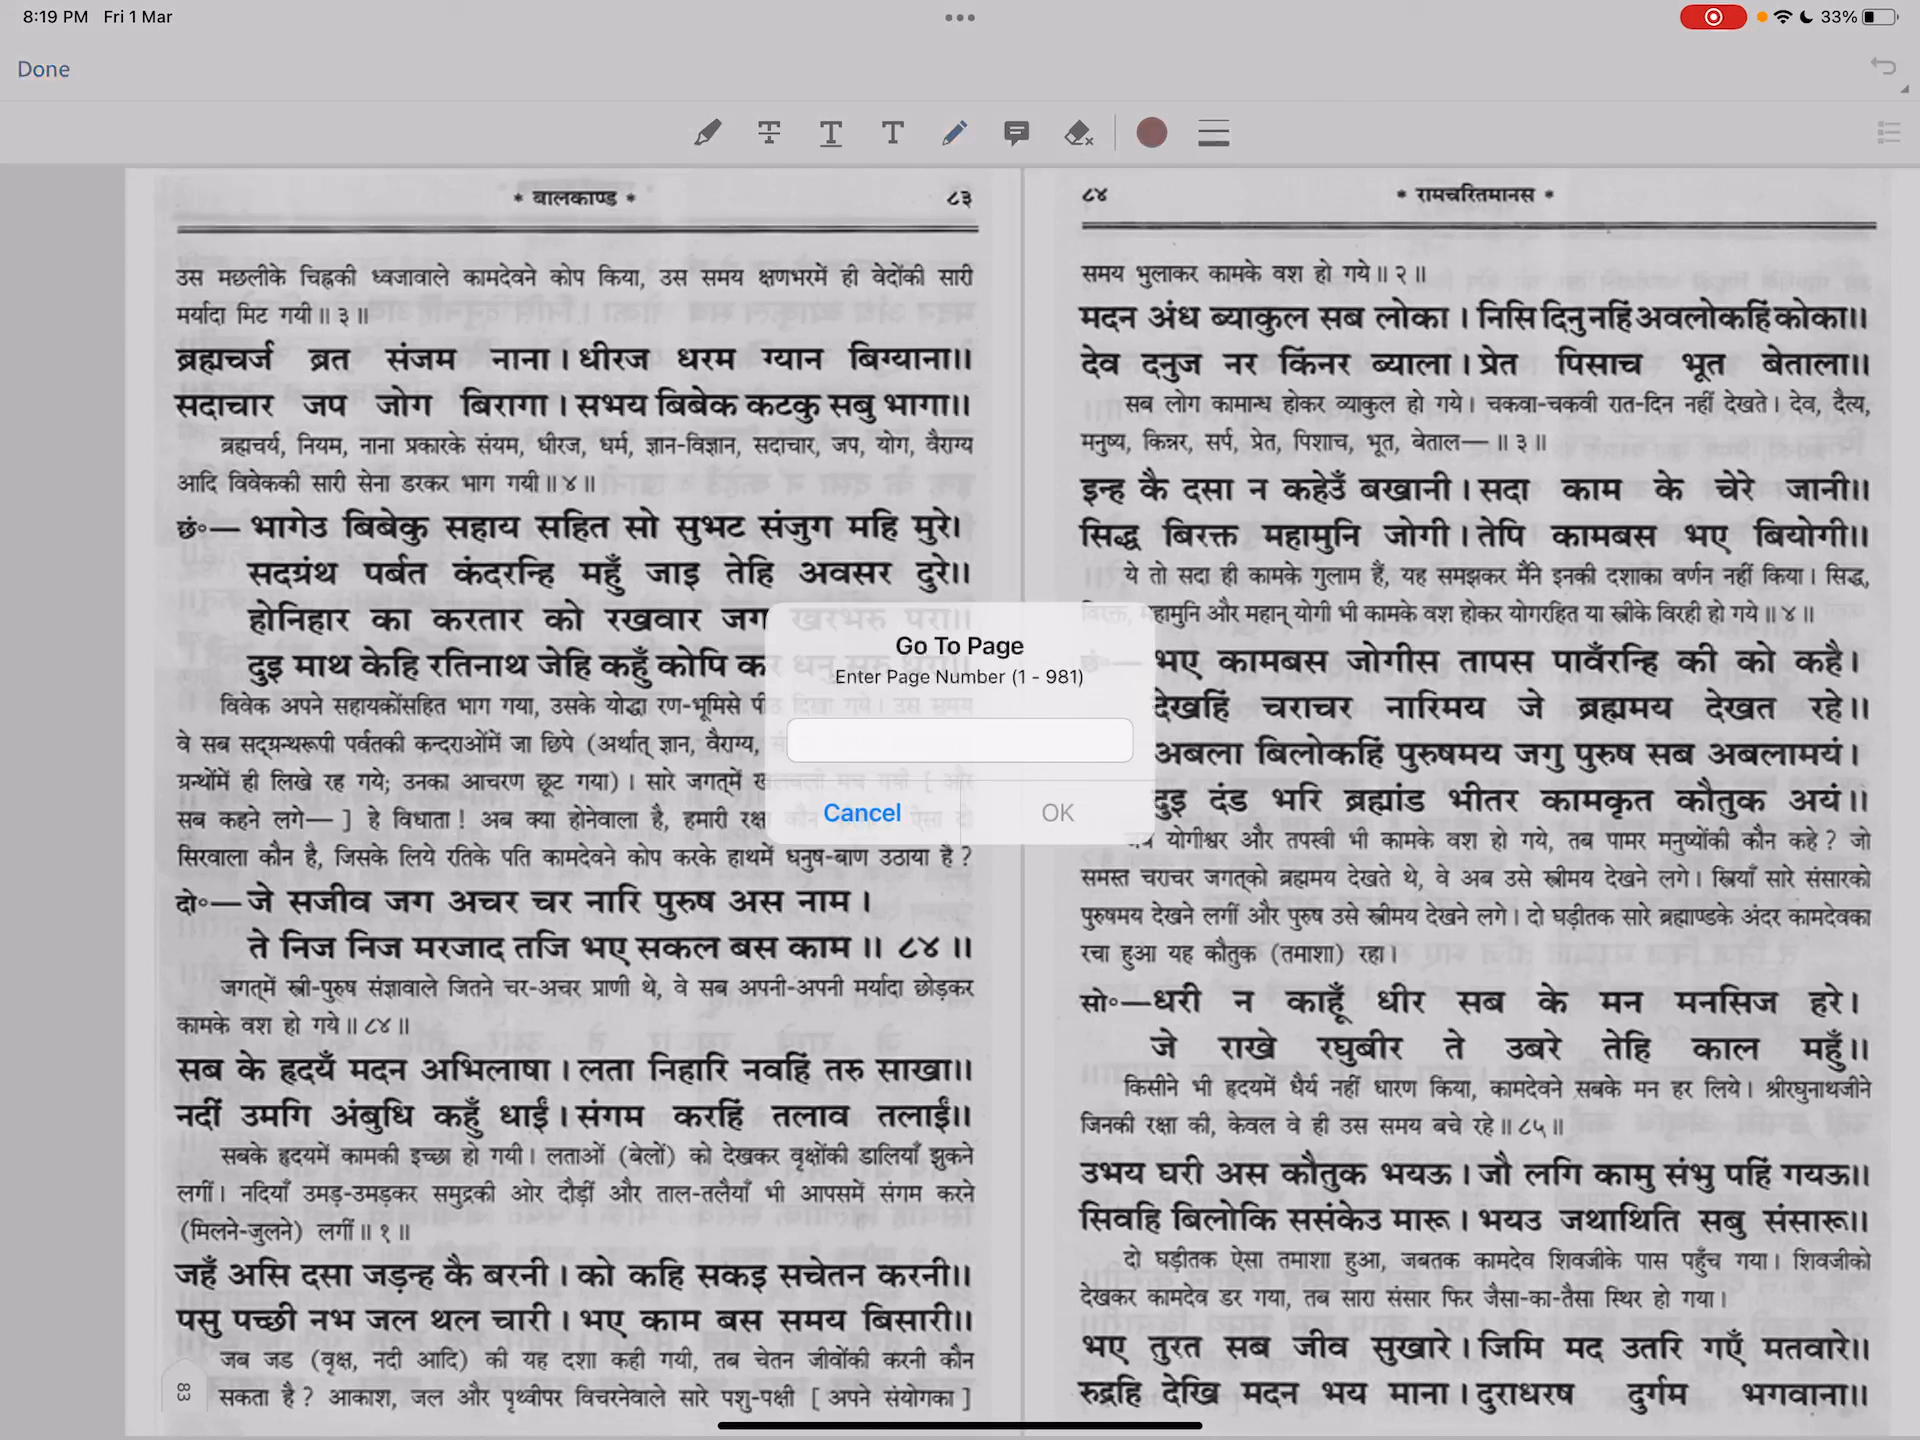 8:19 PM Fri 1 Mar
33%
Done
* बालकाण्ड *
८३
उस मछलीके चिह्नकी ध्वजावाले कामदेवने कोप किया, उस समय क्षणभरमें ही वेदोंकी सारी
मर्यादा मिट गयी॥ ३॥
ब्रह्मचर्ज ब्रत संजम नाना। धीरज धरम ग्यान बिग्याना॥
सदाचार जप जोग बिरागा। सभय बिबेक कटकु सबु भागा॥
ब्रह्मचर्य, नियम, नाना प्रकारके संयम, धीरज, धर्म, ज्ञान-विज्ञान, सदाचार, जप, योग, वैराग्य
आदि विवेककी सारी सेना डरकर भाग गयी॥ ४॥
छं०— भागेउ बिबेकु सहाय सहित सो सुभट संजुग महि मुरे।
सदग्रंथ पर्बत कंदरन्हि महुँ जाइ तेहि अवसर दुरे॥
होनिहार का करतार को रखवार जग खरभरु परा॥
दुइ माथ केहि रतिनाथ जेहि कहुँ कोपि कर धनु सरु धरा॥
विवेक अपने सहायकोंसहित भाग गया, उसके योद्धा रण-भूमिसे पीठ दिखा गये। उस समय
वे सब सद्ग्रन्थरूपी पर्वतकी कन्दराओंमें जा छिपे (अर्थात् ज्ञान, वैराग्य,
ग्रन्थोंमें ही लिखे रह गये; उनका आचरण छूट गया)। सारे जगत्‌में खलबली मच गयी [ और
सब कहने लगे—] हे विधाता! अब क्या होनेवाला है, हमारी रक्षा कौन ऐसा दो
सिरवाला कौन है, जिसके लिये रतिके पति कामदेवने कोप करके हाथमें धनुष-बाण उठाया है?
दो०— जे सजीव जग अचर चर नारि पुरुष अस नाम।
ते निज निज मरजाद तजि भए सकल बस काम॥ ८४॥
जगत्‌में स्त्री-पुरुष संज्ञावाले जितने चर-अचर प्राणी थे, वे सब अपनी-अपनी मर्यादा छोड़कर
कामके वश हो गये॥ ८४॥
सब के हृदयँ मदन अभिलाषा। लता निहारि नवहिं तरु साखा॥
नदीं उमगि अंबुधि कहुँ धाईं। संगम करहिं तलाव तलाईं॥
सबके हृदयमें कामकी इच्छा हो गयी। लताओं (बेलों) को देखकर वृक्षोंकी डालियाँ झुकने
लगीं। नदियाँ उमड़-उमड़कर समुद्रकी ओर दौड़ीं और ताल-तलैयाँ भी आपसमें संगम करने
(मिलने-जुलने) लगीं॥ १॥
जहँ असि दसा जड़न्ह कै बरनी। को कहि सकइ सचेतन करनी॥
पसु पच्छी नभ जल थल चारी। भए काम बस समय बिसारी॥
जब जड (वृक्ष, नदी आदि) की यह दशा कही गयी, तब चेतन जीवोंकी करनी कौन
सकता है? आकाश, जल और पृथ्वीपर विचरनेवाले सारे पशु-पक्षी [ अपने संयोगका ]
83
Go To Page
Enter Page Number (1 - 981)
Cancel
OK
८४
* रामचरितमानस *
समय भुलाकर कामके वश हो गये॥ २॥
मदन अंध ब्याकुल सब लोका। निसि दिनु नहिं अवलोकहिं कोका॥
देव दनुज नर किंनर ब्याला। प्रेत पिसाच भूत बेताला॥
सब लोग कामान्ध होकर व्याकुल हो गये। चकवा-चकवी रात-दिन नहीं देखते। देव, दैत्य,
मनुष्य, किन्नर, सर्प, प्रेत, पिशाच, भूत, बेताल—॥ ३॥
इन्ह कै दसा न कहेउँ बखानी। सदा काम के चेरे जानी॥
सिद्ध बिरक्त महामुनि जोगी। तेपि कामबस भए बियोगी॥
ये तो सदा ही कामके गुलाम हैं, यह समझकर मैंने इनकी दशाका वर्णन नहीं किया। सिद्ध,
विरक्त, महामुनि और महान् योगी भी कामके वश होकर योगरहित या स्त्रीके विरही हो गये॥ ४॥
छं०— भए कामबस जोगीस तापस पावँरन्हि की को कहै।
देखहिं चराचर नारिमय जे ब्रह्ममय देखत रहे॥
अबला बिलोकहिं पुरुषमय जगु पुरुष सब अबलामयं।
दुइ दंड भरि ब्रह्मांड भीतर कामकृत कौतुक अयं॥
जब योगीश्वर और तपस्वी भी कामके वश हो गये, तब पामर मनुष्योंकी कौन कहे? जो
समस्त चराचर जगत्‌को ब्रह्ममय देखते थे, वे अब उसे स्त्रीमय देखने लगे। स्त्रियाँ सारे संसारको
पुरुषमय देखने लगीं और पुरुष उसे स्त्रीमय देखने लगे। दो घड़ीतक सारे ब्रह्माण्डके अंदर कामदेवका
रचा हुआ यह कौतुक (तमाशा) रहा।
सो०— धरी न काहूँ धीर सब के मन मनसिज हरे।
जे राखे रघुबीर ते उबरे तेहि काल महुँ॥
किसीने भी हृदयमें धैर्य नहीं धारण किया, कामदेवने सबके मन हर लिये। श्रीरघुनाथजीने
जिनकी रक्षा की, केवल वे ही उस समय बचे रहे॥ ८५॥
उभय घरी अस कौतुक भयऊ। जौ लगि कामु संभु पहिं गयऊ॥
सिवहि बिलोकि ससंकेउ मारू। भयउ जथाथिति सबु संसारू॥
दो घड़ीतक ऐसा तमाशा हुआ, जबतक कामदेव शिवजीके पास पहुँच गया। शिवजीको
देखकर कामदेव डर गया, तब सारा संसार फिर जैसा-का-तैसा स्थिर हो गया।
भए तुरत सब जीव सुखारे। जिमि मद उतरि गएँ मतवारे॥
रुद्रहि देखि मदन भय माना। दुराधरष दुर्गम भगवाना॥